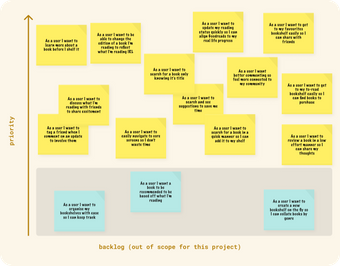 As a user I want to
learn more about a
book before I shelf it
As a user I want to be
able to change the
edition of a book I'm
reading to reflect
what I'm reading IRL
As a user I want to
update my reading
status quickly so I can
align Goodreads to my
real life progress
As a user I want to get
to my favourites
bookshelf easily so I
can share with
friends
As a user I want to
search for a book only
knowing it's title
As a user I want
better commenting so
feel more connected to
my community
As a user I want to get
to my to-read
bookshelf easily so I
can find books to
purchase
As a user I want to
discuss what I'm
reading with friends
to share excitement
As a user I want to
search and see
suggestions to save me
time
As a user I want to
tag a friend when I
comment on an update
to involve them
As a user I want to
easily navigate to core
screens so I don't
waste time
As a user I want to
search for a book in a
quick manner so I can
add it to my shelf
As a user I want to
review a book in a low
effort manner so I
can share my
thoughts
priority
As a user I want to
organise my
bookshelves with ease
so I can keep track
As a user I want a
book to be
recommended to be
based off what I'm
reading
As a user I want to
create a new
bookshelf on the fly so
I can collate books by
genre
backlog (out of scope for this project)